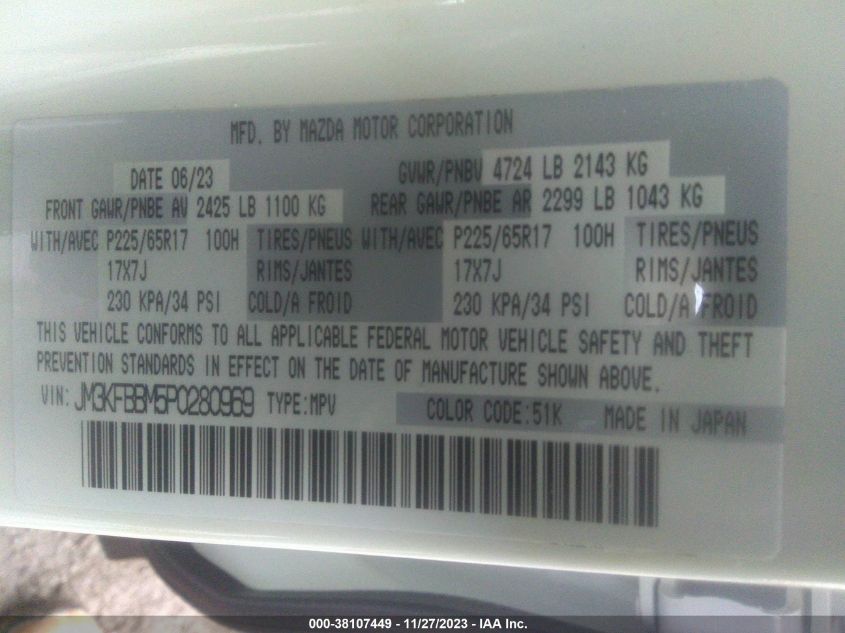 MFD. BY MAZDA MOTOR CORPORATION
DATE 06/23 GVWR/PNBV 4724 LB 2143 KG
FRONT GAWR/PNBE AV 2425 LB 1100 KG REAR GAWR/PNBE AR 2299 LB 1043 KG
WITH/AVEC P225/65R17 100H TIRES/PNEUS WITH/AVEC P225/65R17 100H TIRES/PNEUS
17X7J RIMS/JANTES 17X7J RIMS/JANTES
230 KPA/34 PSI COLD/A FROID 230 KPA/34 PSI COLD/A FROID
THIS VEHICLE CONFORMS TO ALL APPLICABLE FEDERAL MOTOR VEHICLE SAFETY AND THEFT
PREVENTION STANDARDS IN EFFECT ON THE DATE OF MANUFACTURE SHOWN ABOVE.
VIN: JM3KFBBM5P0280969 TYPE:MPV COLOR CODE:51K MADE IN JAPAN
000-38107449 - 11/27/2023 - IAA Inc.